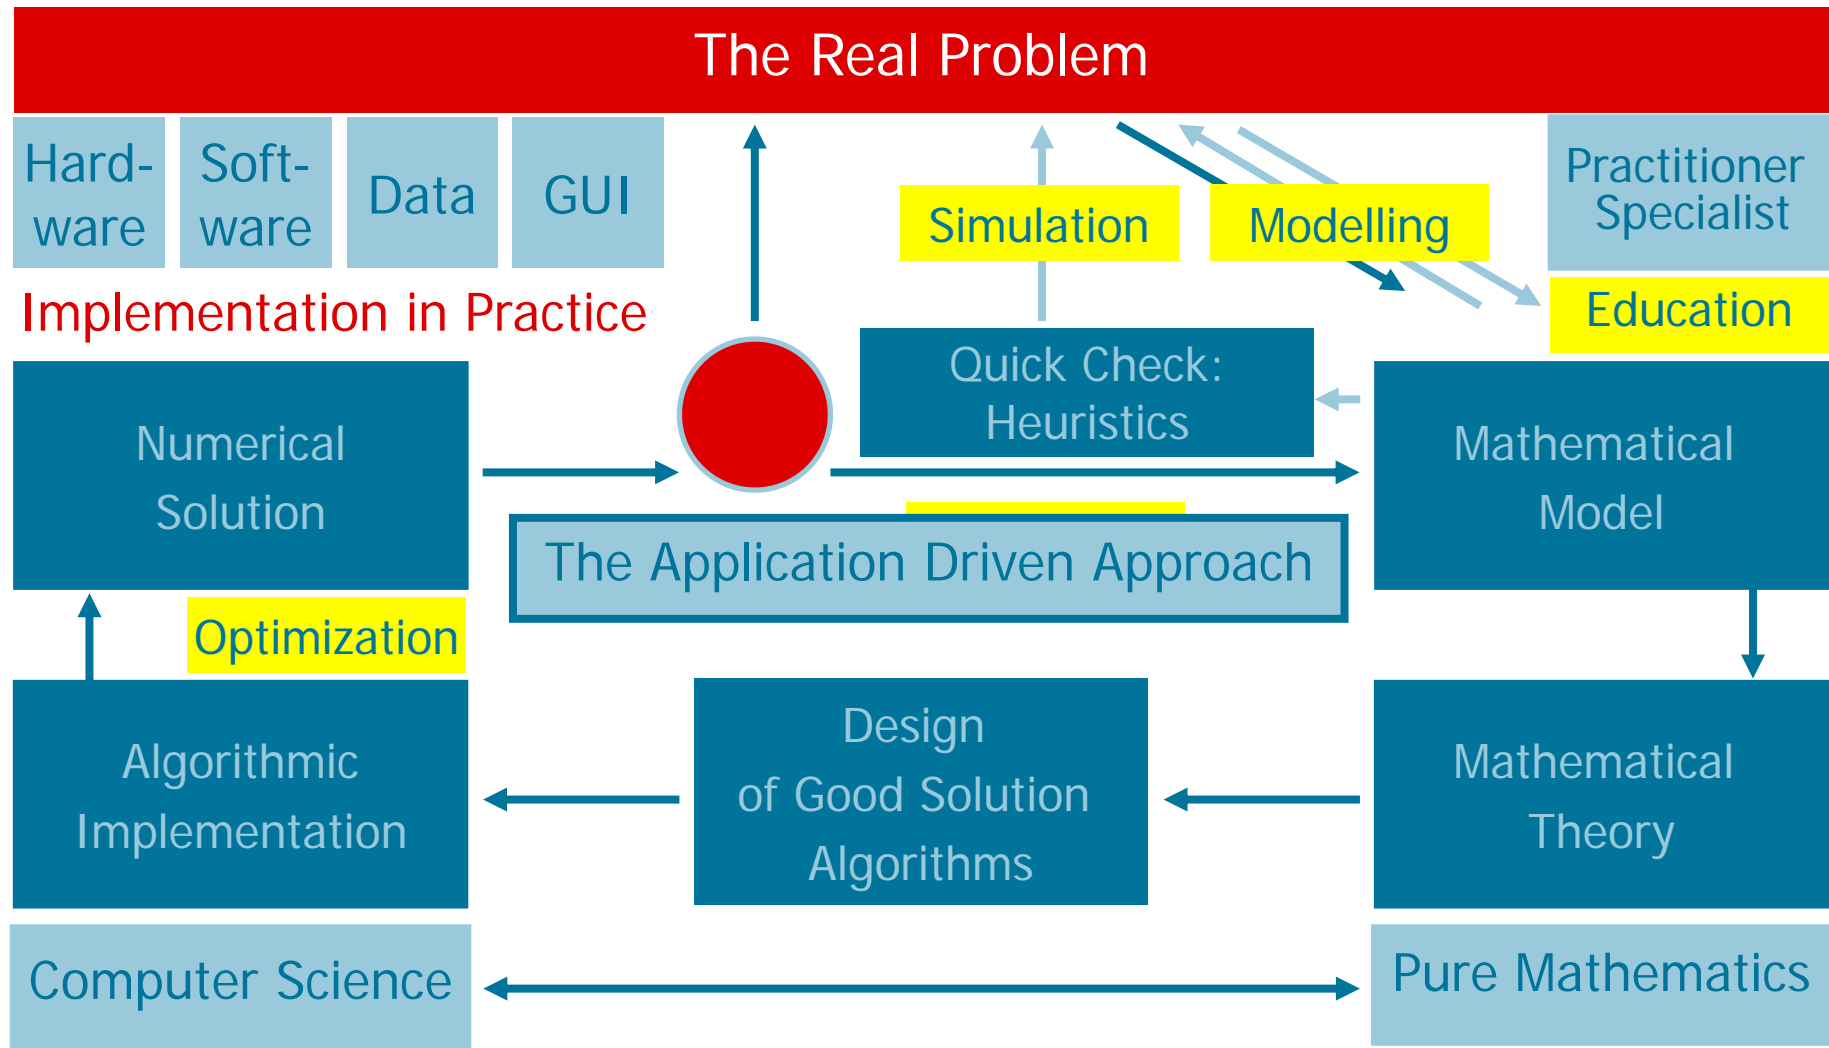 The Real Problem
Hard-
ware
Soft-
ware
Data
GUI
Simulation
Modelling
Practitioner
Specialist
Implementation in Practice
Education
Quick Check:
Heuristics
Numerical
Solution
Mathematical
Model
The Application Driven Approach
Optimization
Algorithmic
Implementation
Design
of Good Solution
Algorithms
Mathematical
Theory
Computer Science
Pure Mathematics